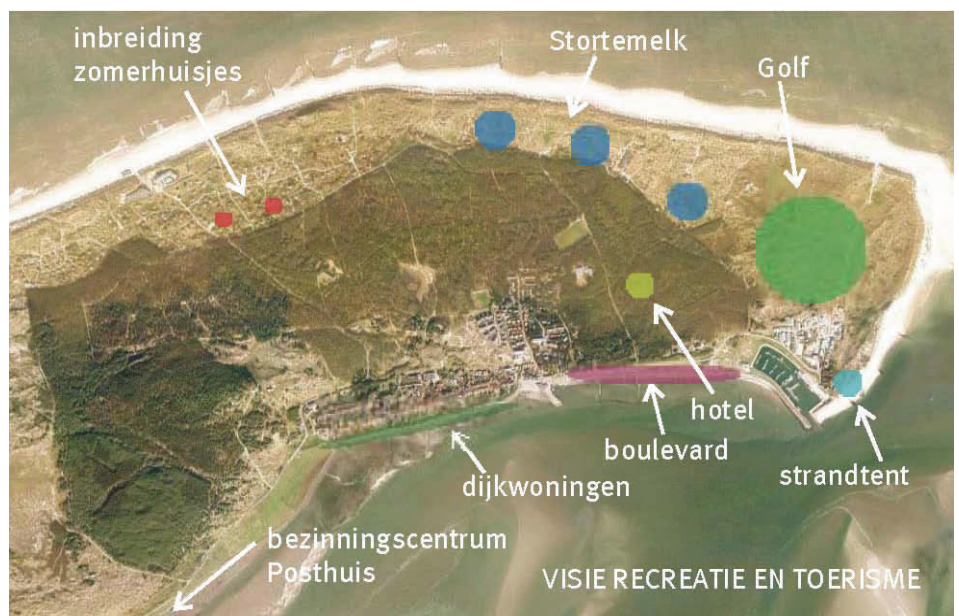 inbreiding
zomerhuisjes
Stortemelk
Golf
hotel
boulevard
dijkwoningen
strandtent
bezinningscentrum
Posthuis
VISIE RECREATIE EN TOERISME